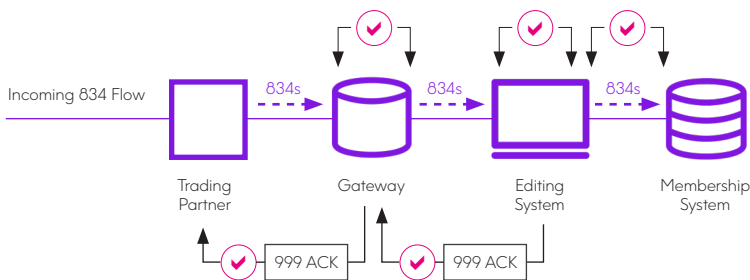 834s
834s
834s
Incoming 834 Flow
Trading
Partner
Gateway
Editing
System
Membership
System
999 ACK
999 ACK